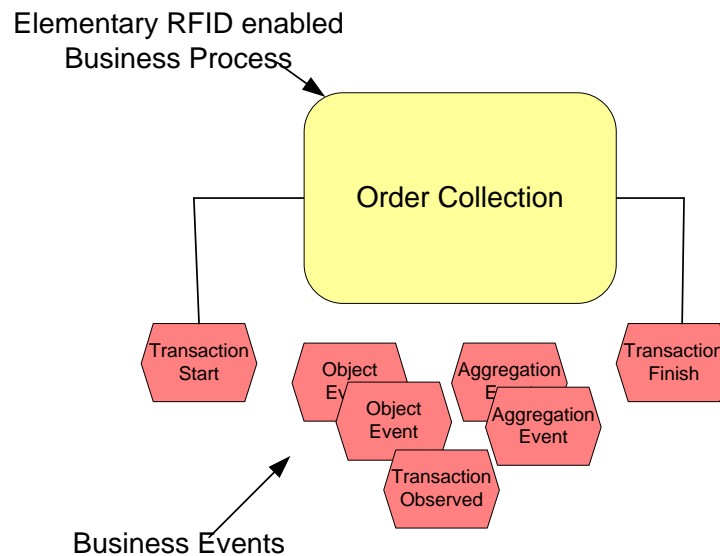 Elementary RFID enabled
Business Process
Order Collection
Transaction
Start
Object
Object
Event
Aggregation
Aggregation
Event
Transaction
Observed
Transaction
Finish
Business Events